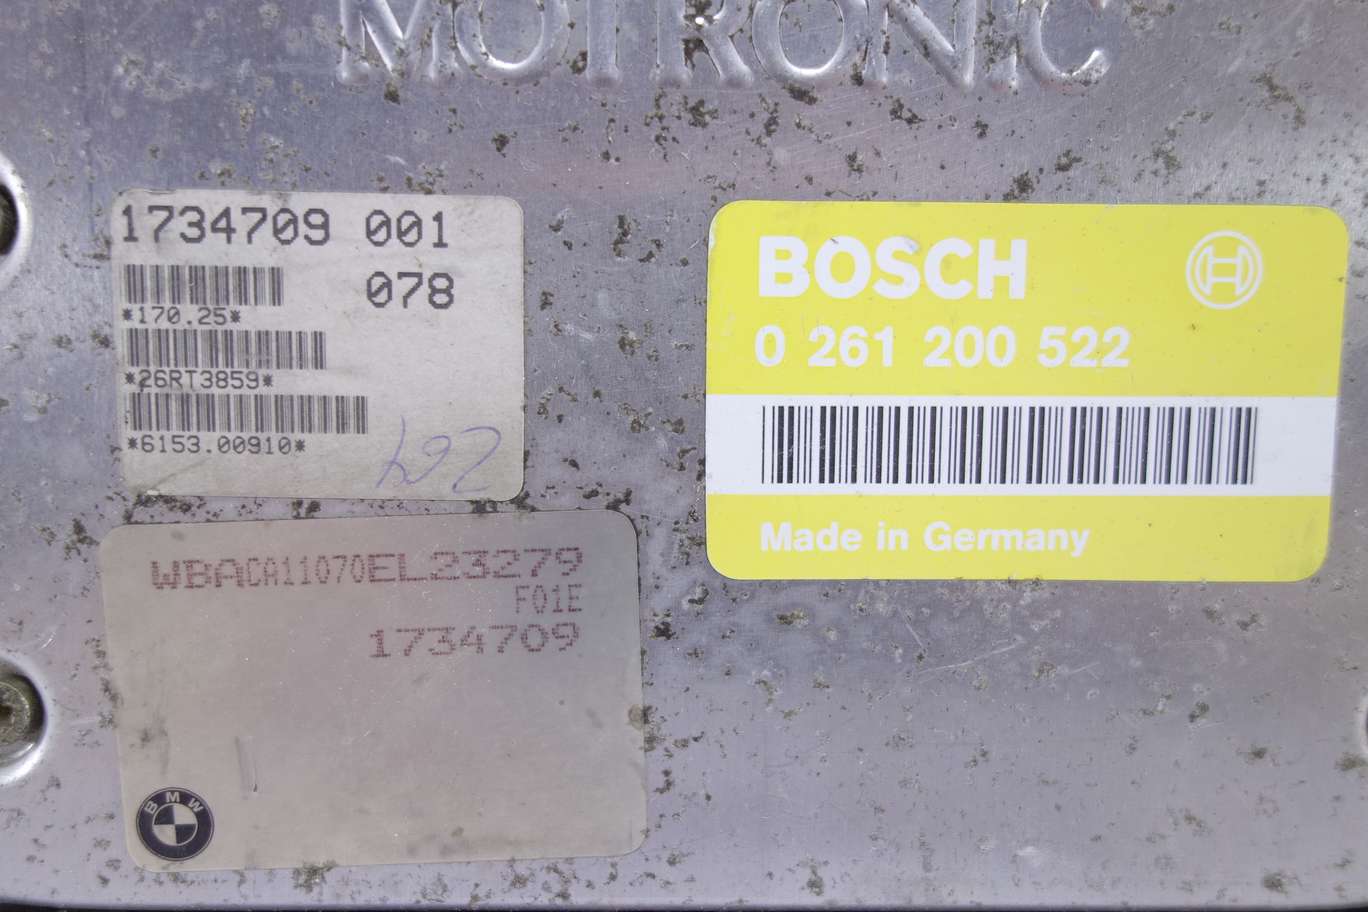 MOTRONIC
1734709 001
078
*170.25*
*26RT3859*
*6153.00910*
BOSCH
0 261 200 522
Made in Germany
WBACA11070EL23279
F01E
1734709
BMW